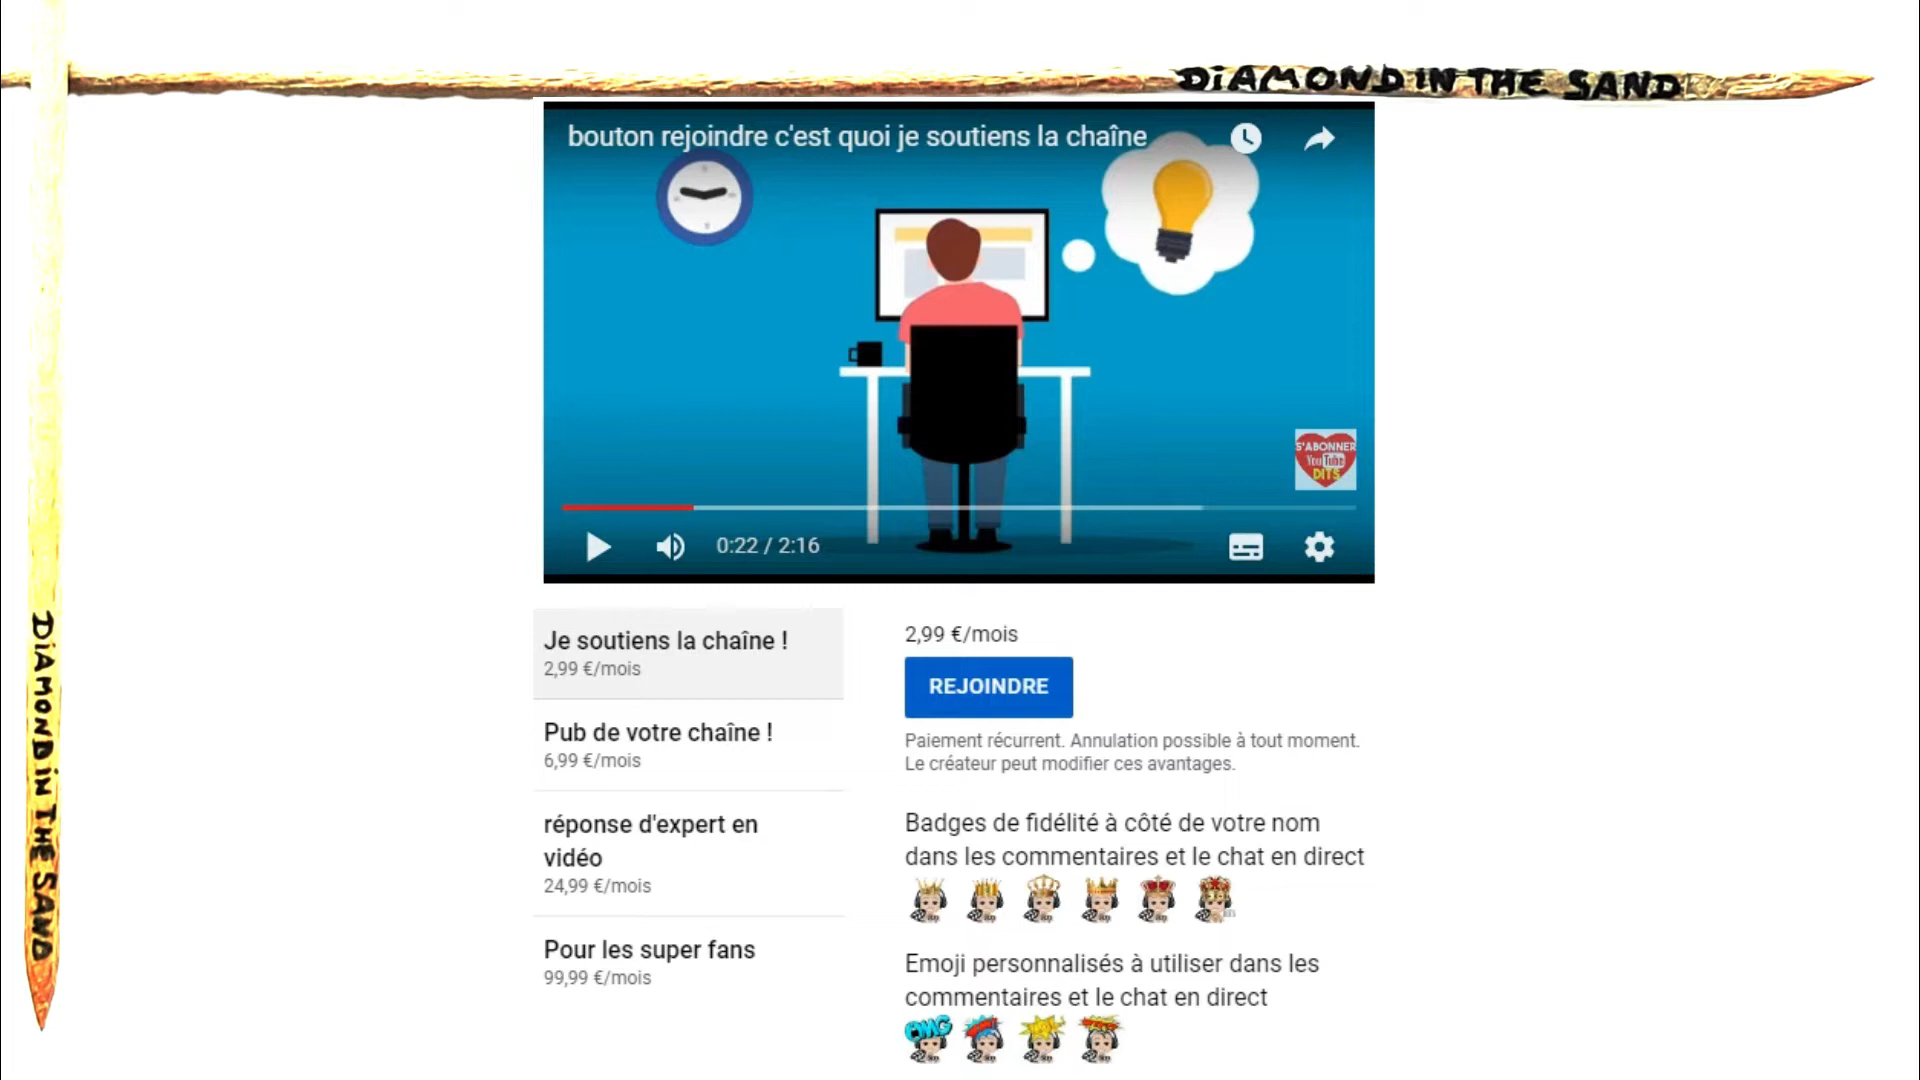 DiAMOND IN THE SAND
bouton rejoindre c'est quoi je soutiens la chaîne
S'ABONNER
YouTube
DITS
0:22 / 2:16
DiAMOND iN THE SAND
Je soutiens la chaîne !
2,99 €/mois
Pub de votre chaîne !
6,99 €/mois
réponse d'expert en
vidéo
24,99 €/mois
Pour les super fans
99,99 €/mois
2,99 €/mois
REJOINDRE
Paiement récurrent. Annulation possible à tout moment.
Le créateur peut modifier ces avantages.
Badges de fidélité à côté de votre nom
dans les commentaires et le chat en direct
Emoji personnalisés à utiliser dans les
commentaires et le chat en direct
OMG